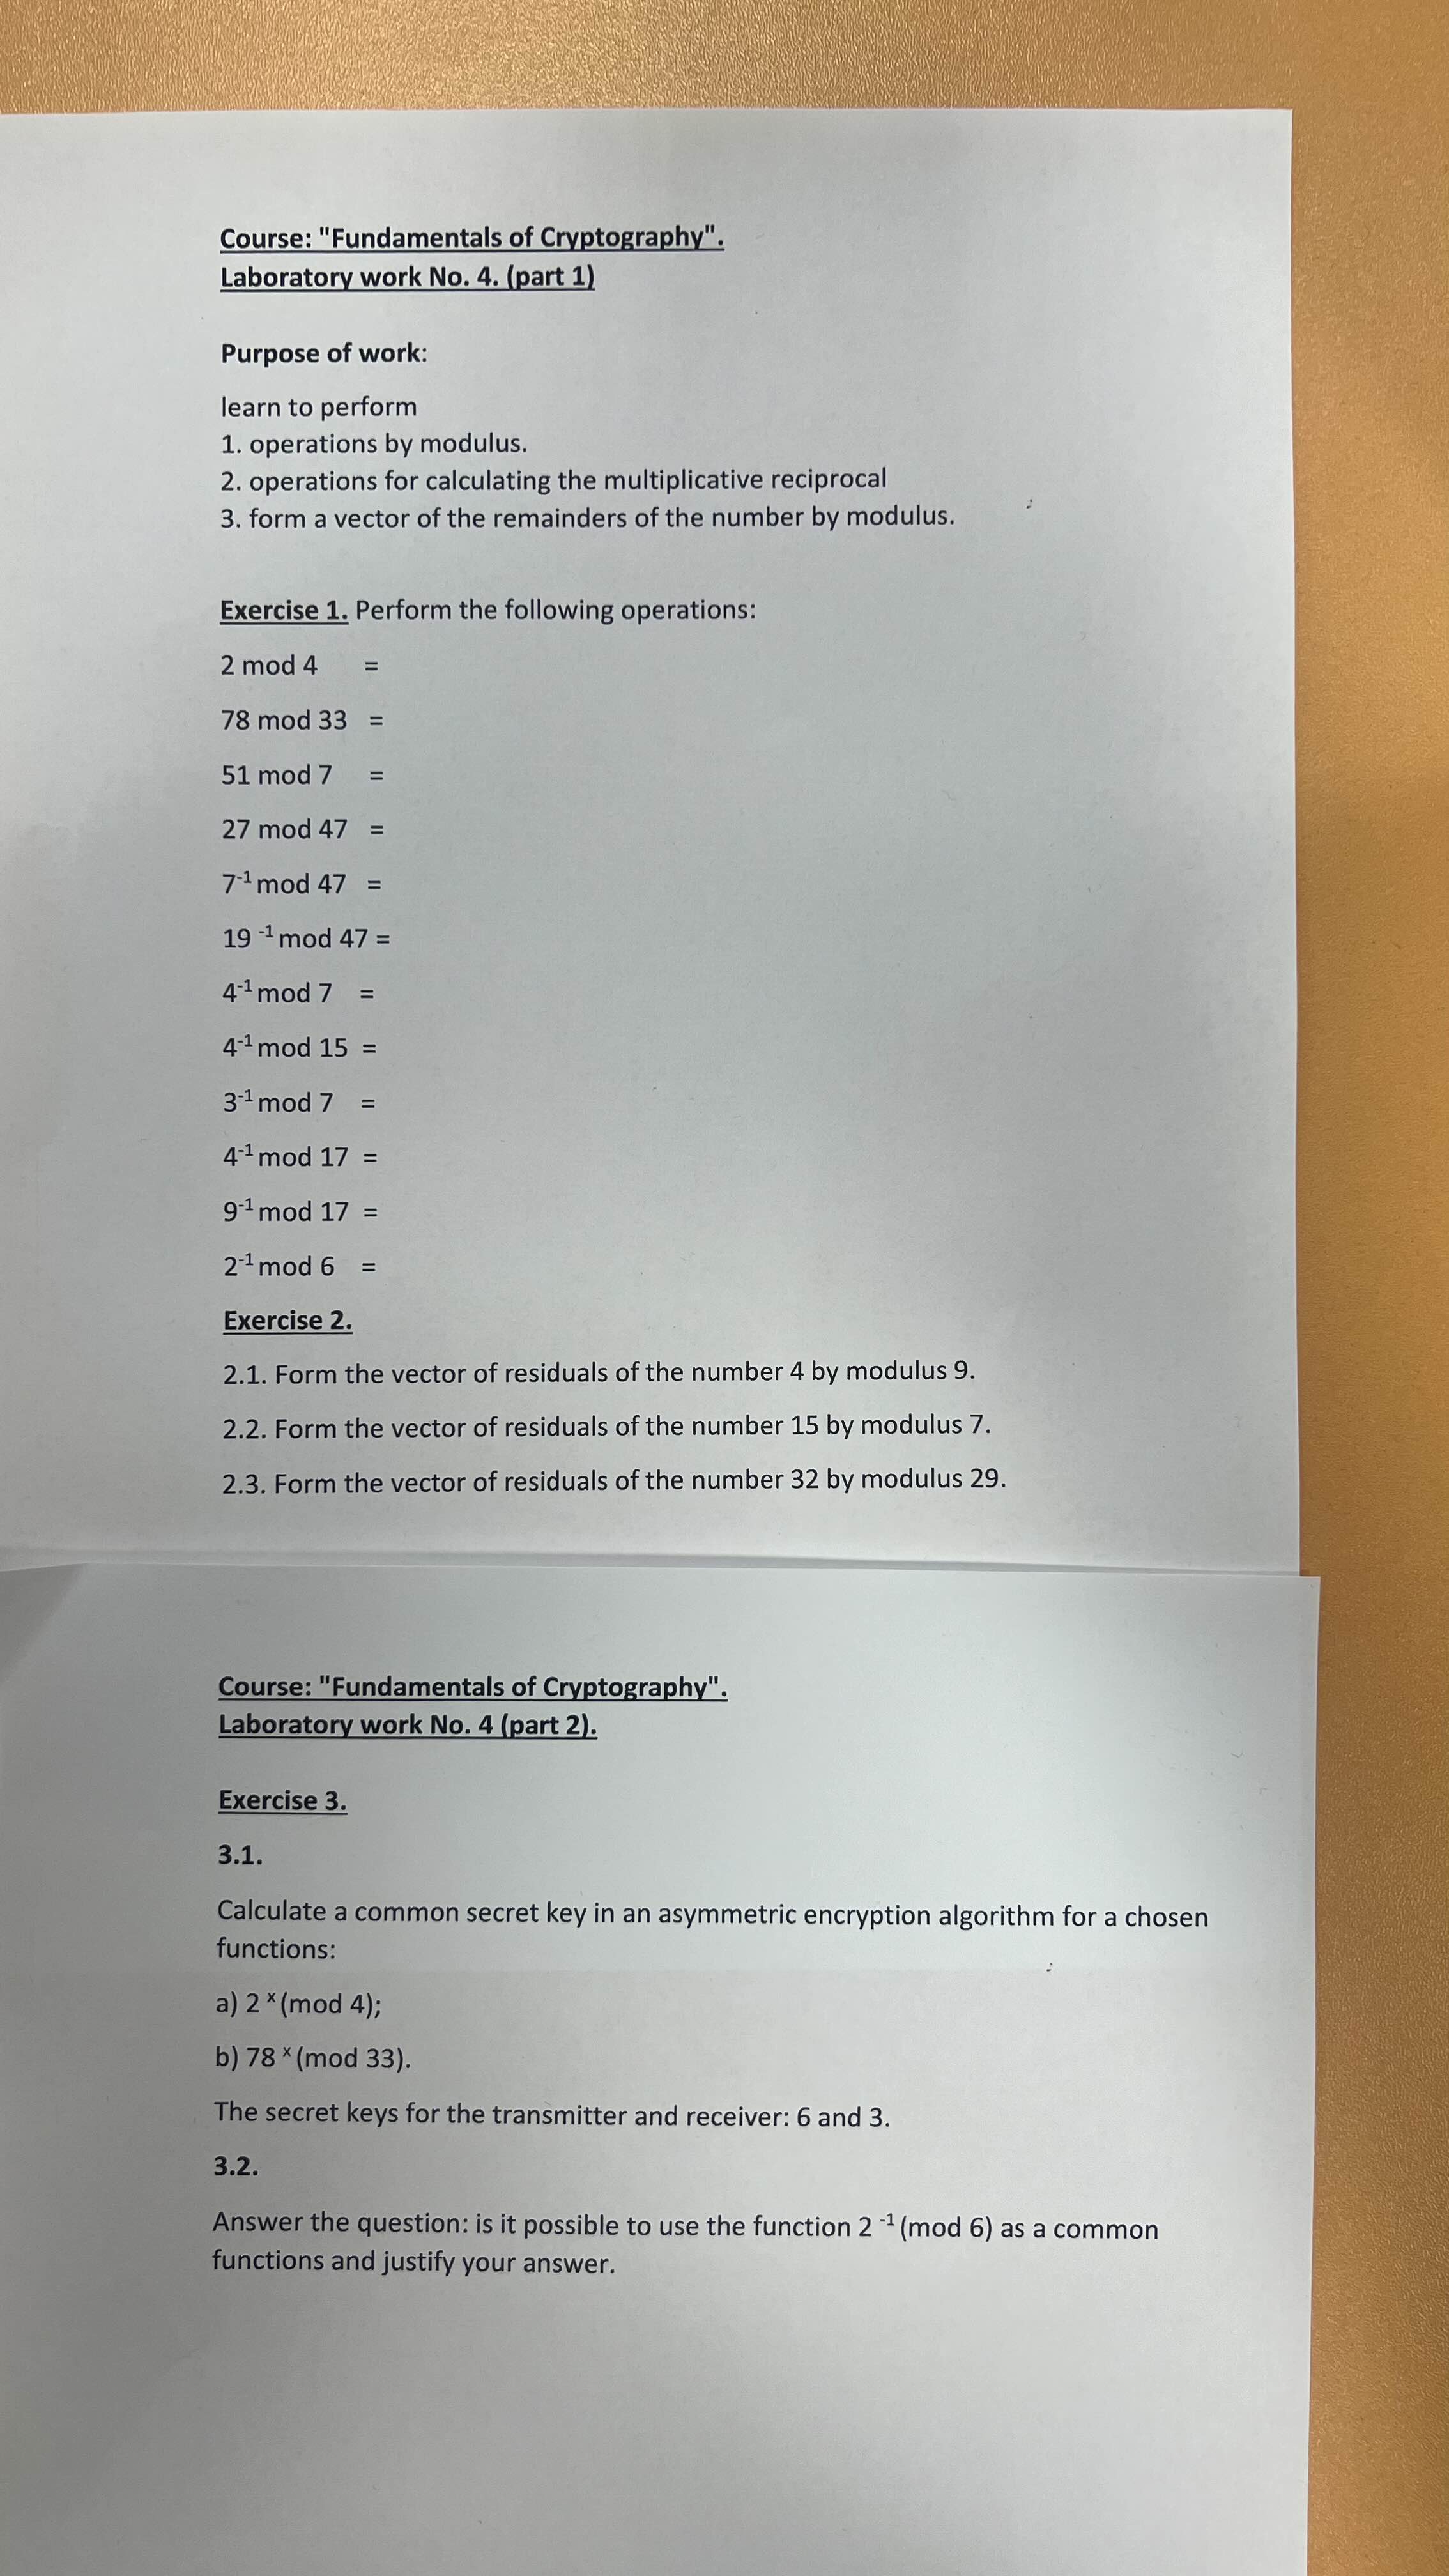 Course: "Fundamentals of Cryptography".
Laboratory work No. 4. (part 1)
Purpose of work:
learn to perform
1. operations by modulus.
2. operations for calculating the multiplicative reciprocal
3. form a vector of the remainders of the number by modulus.
Exercise 1. Perform the following operations:
2 mod 4 =
78 mod 33 =
51 mod 7 =
27 mod 47 =
7⁻¹ mod 47 =
19 ⁻¹ mod 47 =
4⁻¹ mod 7 =
4⁻¹ mod 15 =
3⁻¹ mod 7 =
4⁻¹ mod 17 =
9⁻¹ mod 17 =
2⁻¹ mod 6 =
Exercise 2.
2.1. Form the vector of residuals of the number 4 by modulus 9.
2.2. Form the vector of residuals of the number 15 by modulus 7.
2.3. Form the vector of residuals of the number 32 by modulus 29.
Course: "Fundamentals of Cryptography".
Laboratory work No. 4 (part 2).
Exercise 3.
3.1.
Calculate a common secret key in an asymmetric encryption algorithm for a chosen
functions:
a) 2 ˣ (mod 4);
b) 78 ˣ (mod 33).
The secret keys for the transmitter and receiver: 6 and 3.
3.2.
Answer the question: is it possible to use the function 2 ⁻¹ (mod 6) as a common
functions and justify your answer.